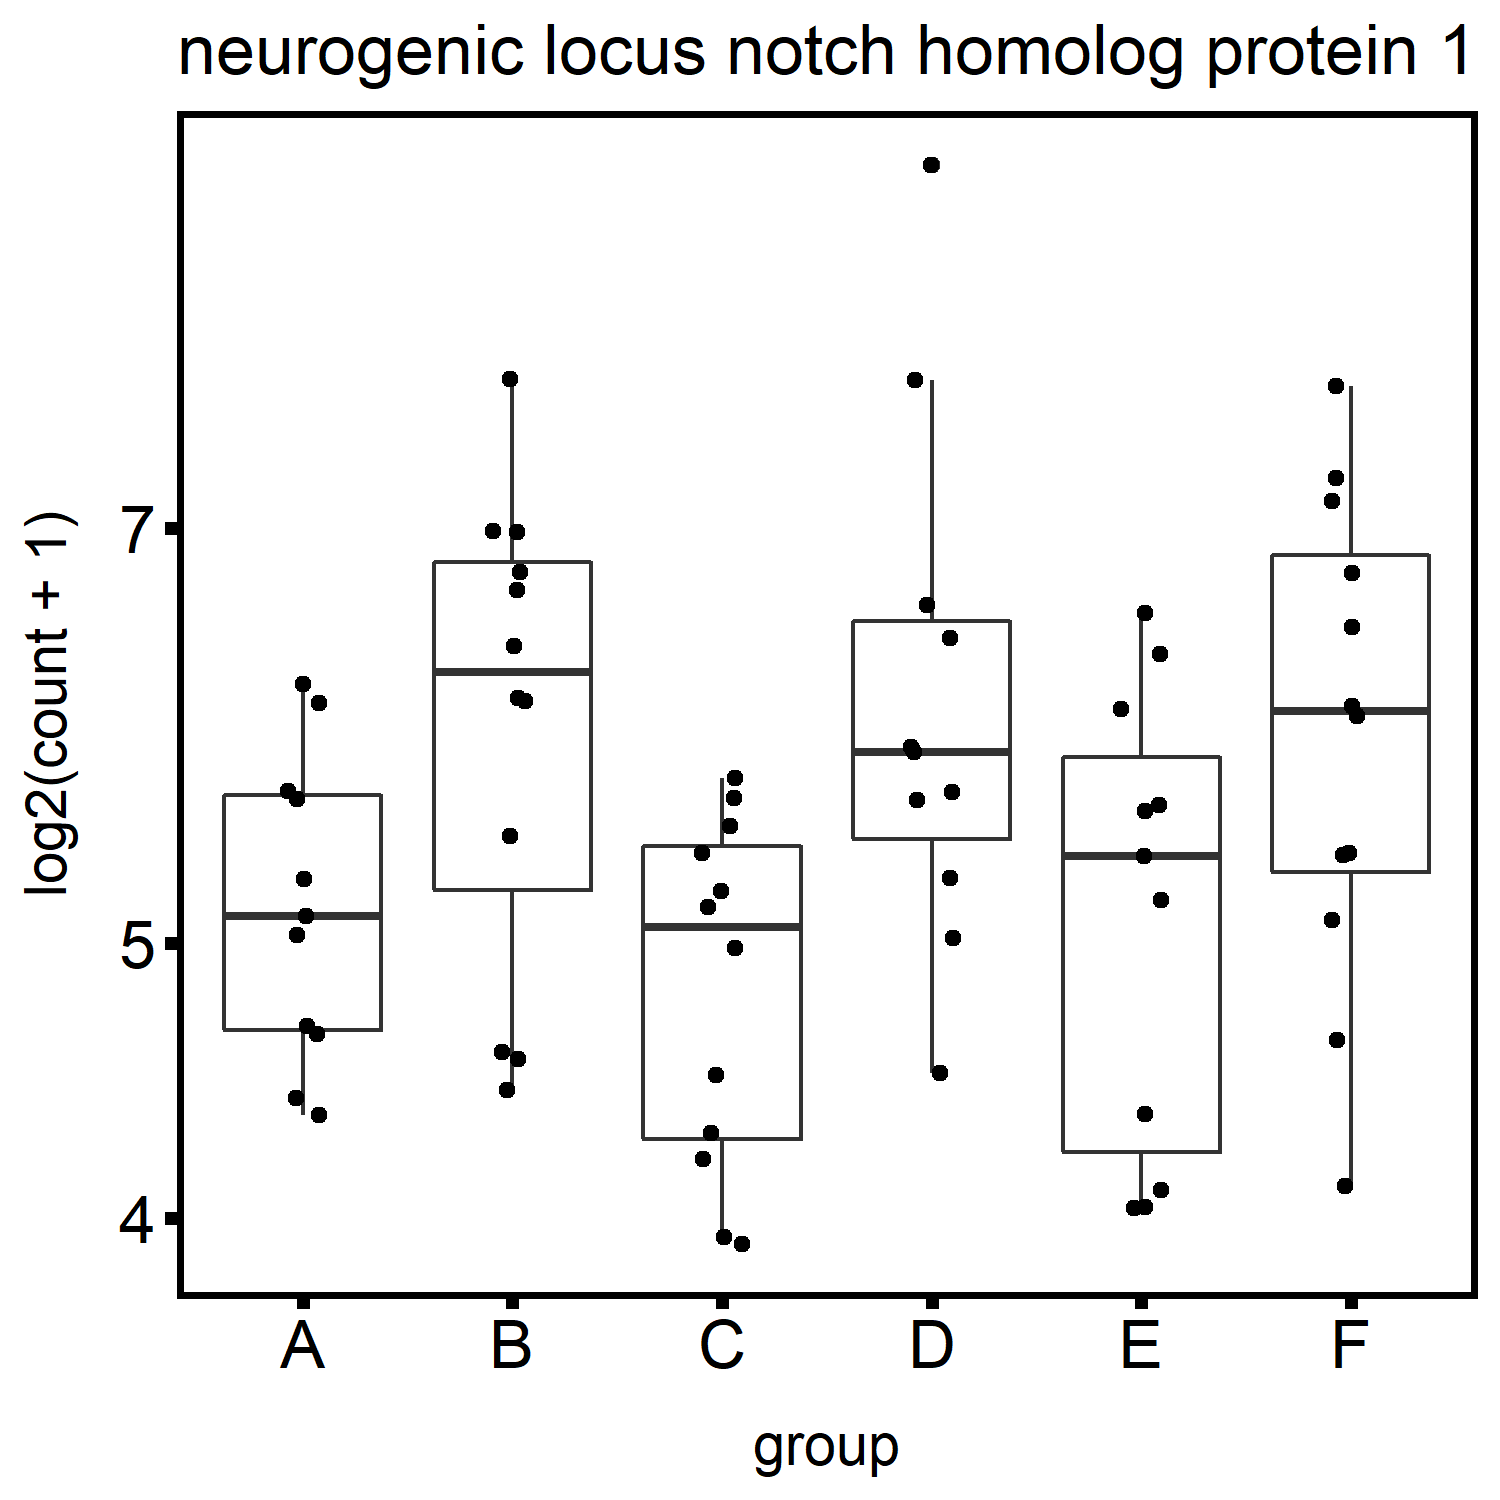 neurogenic locus notch homolog protein 1
log2(count + 1)
7
5
4
A B C D E F
group